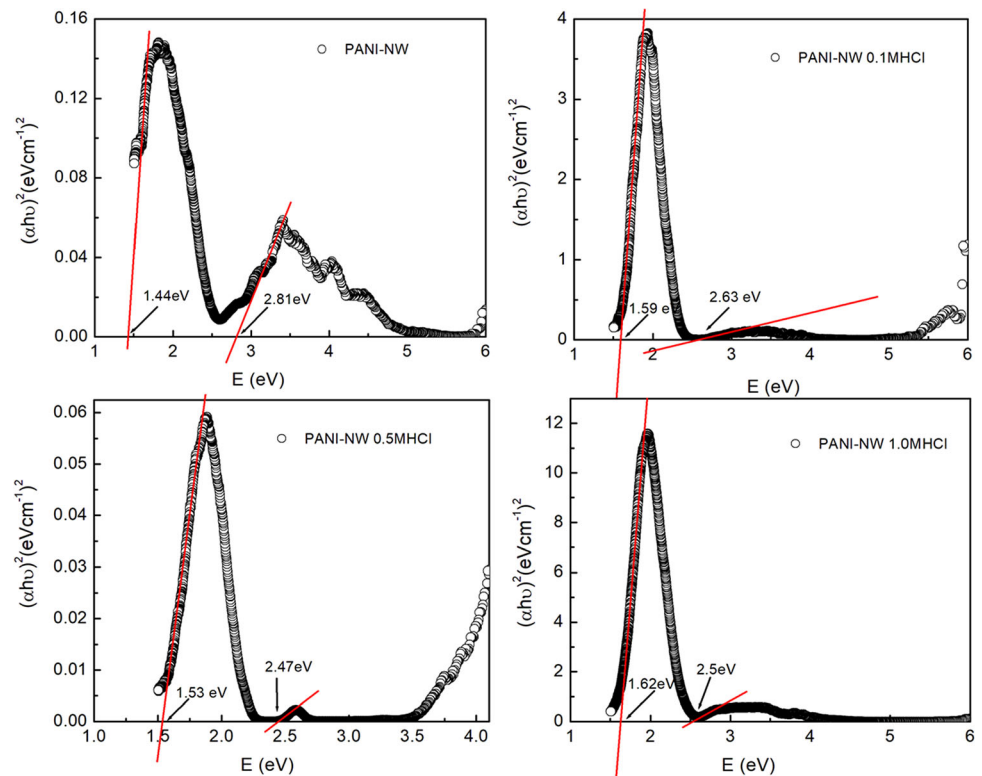 0.16
0.12
0.08
0.04
0.00
(αhυ)²(eVcm⁻¹)²
PANI-NW
1.44eV
2.81eV
1 2 3 4 5 6
E (eV)
4
3
2
1
0
(αhυ)²(eVcm⁻¹)²
PANI-NW 0.1MHCl
1.59 e
2.63 eV
1 2 3 4 5 6
E (eV)
0.06
0.05
0.04
0.03
0.02
0.01
0.00
(αhυ)²(eVcm⁻¹)²
PANI-NW 0.5MHCl
2.47eV
1.53 eV
1.0 1.5 2.0 2.5 3.0 3.5 4.0
E (eV)
12
10
8
6
4
2
0
(αhυ)²(eVcm⁻¹)²
PANI-NW 1.0MHCl
2.5eV
1.62eV
1 2 3 4 5 6
E (eV)